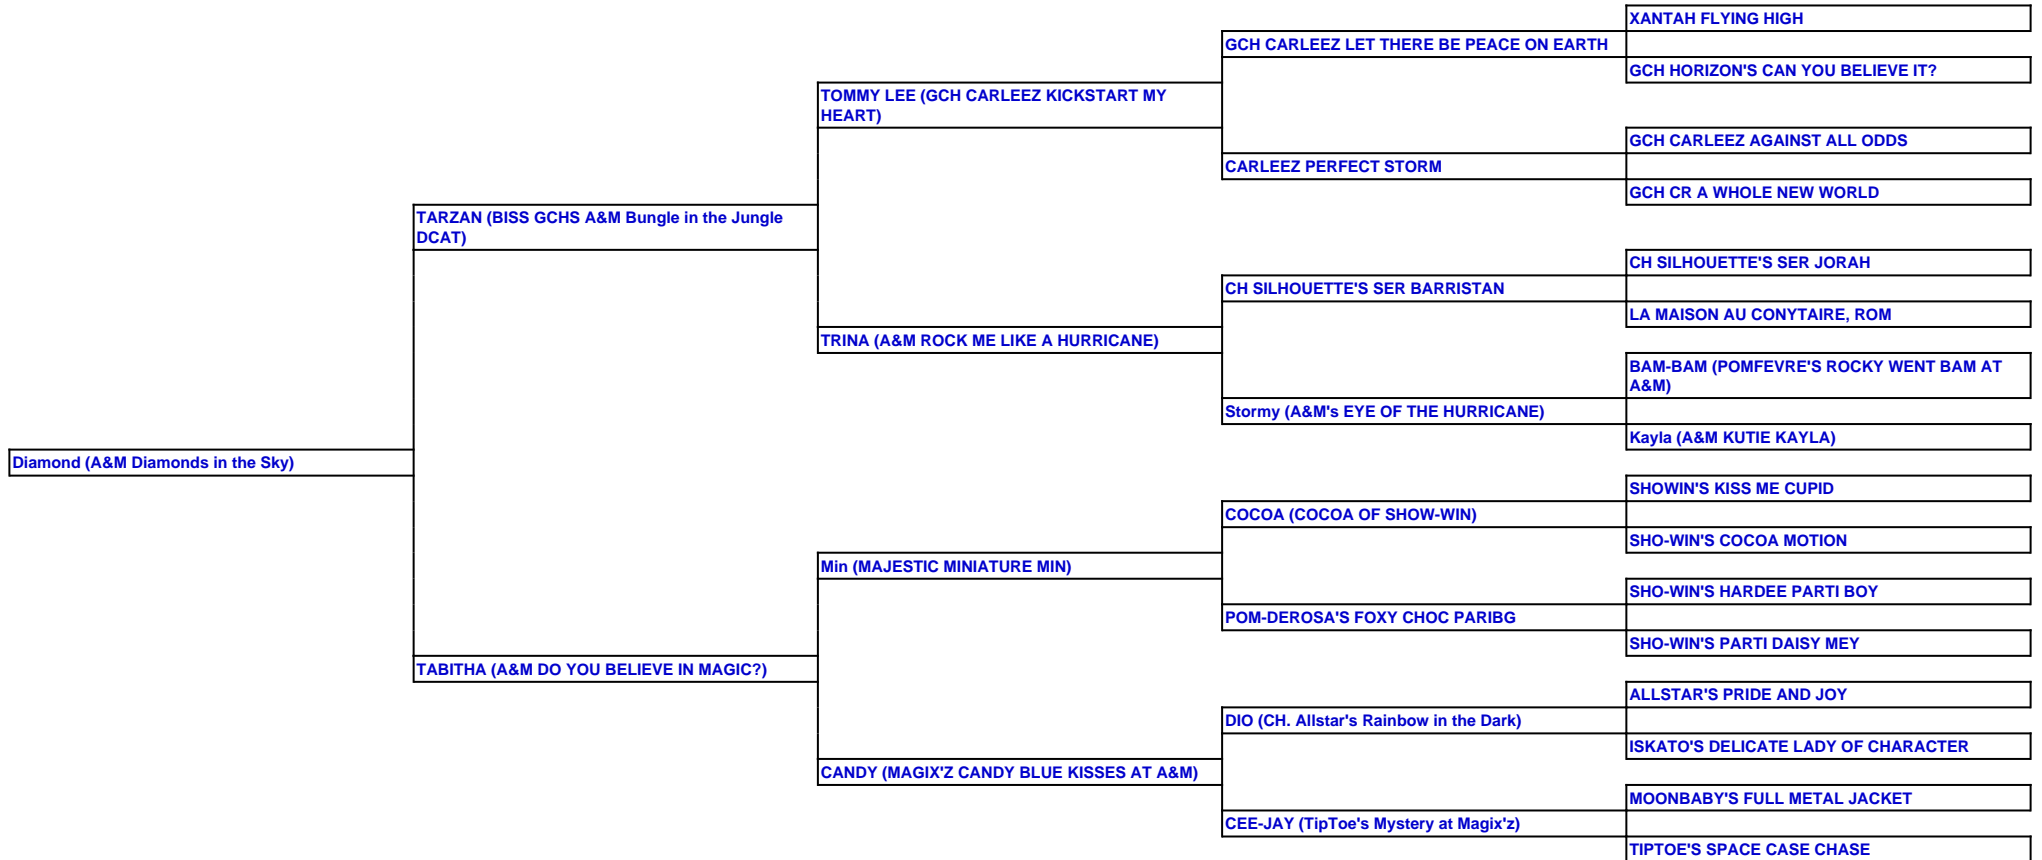 XANTAH FLYING HIGH
GCH CARLEEZ LET THERE BE PEACE ON EARTH
GCH HORIZON'S CAN YOU BELIEVE IT?
TOMMY LEE (GCH CARLEEZ KICKSTART MY
HEART)
GCH CARLEEZ AGAINST ALL ODDS
CARLEEZ PERFECT STORM
GCH CR A WHOLE NEW WORLD
TARZAN (BISS GCHS A&M Bungle in the Jungle
DCAT)
CH SILHOUETTE'S SER JORAH
CH SILHOUETTE'S SER BARRISTAN
LA MAISON AU CONYTAIRE, ROM
TRINA (A&M ROCK ME LIKE A HURRICANE)
BAM-BAM (POMFEVRE'S ROCKY WENT BAM AT
A&M)
Stormy (A&M's EYE OF THE HURRICANE)
Kayla (A&M KUTIE KAYLA)
Diamond (A&M Diamonds in the Sky)
SHOWIN'S KISS ME CUPID
COCOA (COCOA OF SHOW-WIN)
SHO-WIN'S COCOA MOTION
Min (MAJESTIC MINIATURE MIN)
SHO-WIN'S HARDEE PARTI BOY
POM-DEROSA'S FOXY CHOC PARIBG
SHO-WIN'S PARTI DAISY MEY
TABITHA (A&M DO YOU BELIEVE IN MAGIC?)
ALLSTAR'S PRIDE AND JOY
DIO (CH. Allstar's Rainbow in the Dark)
ISKATO'S DELICATE LADY OF CHARACTER
CANDY (MAGIX'Z CANDY BLUE KISSES AT A&M)
MOONBABY'S FULL METAL JACKET
CEE-JAY (TipToe's Mystery at Magix'z)
TIPTOE'S SPACE CASE CHASE